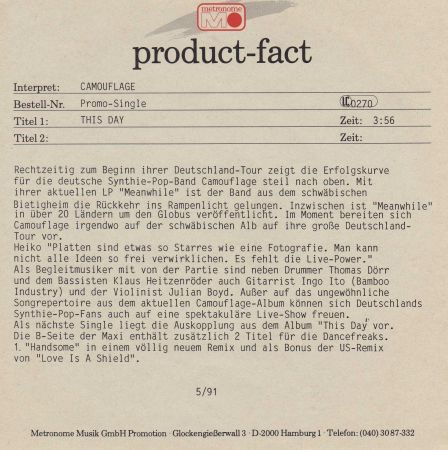 metronome
MO
product-fact
Interpret: CAMOUFLAGE
Bestell-Nr. Promo-Single LC 0270
Titel 1: THIS DAY Zeit: 3:56
Titel 2: Zeit:
Rechtzeitig zum Beginn ihrer Deutschland-Tour zeigt die Erfolgskurve
für die deutsche Synthie-Pop-Band Camouflage steil nach oben. Mit
ihrer aktuellen LP "Meanwhile" ist der Band aus dem schwäbischen
Bietigheim die Rückkehr ins Rampenlicht gelungen. Inzwischen ist "Meanwhile"
in über 20 Ländern um den Globus veröffentlicht. Im Moment bereiten sich
Camouflage irgendwo auf der schwäbischen Alb auf ihre große Deutschland-
Tour vor.
Heiko "Platten sind etwas so Starres wie eine Fotografie. Man kann
nicht alle Ideen so frei verwirklichen. Es fehlt die Live-Power."
Als Begleitmusiker mit von der Partie sind neben Drummer Thomas Dörr
und dem Bassisten Klaus Heitzenröder auch Gitarrist Ingo Ito (Bamboo
Industry) und der Violinist Julian Boyd. Außer auf das ungewöhnliche
Songrepertoire aus dem aktuellen Camouflage-Album können sich Deutschlands
Synthie-Pop-Fans auch auf eine spektakuläre Live-Show freuen.
Als nächste Single liegt die Auskopplung aus dem Album "This Day" vor.
Die B-Seite der Maxi enthält zusätzlich 2 Titel für die Dancefreaks.
1. "Handsome" in einem völlig neuem Remix und als Bonus der US-Remix
von "Love Is A Shield".
5/91
Metronome Musik GmbH Promotion · Glockengießerwall 3 · D-2000 Hamburg 1 · Telefon: (040) 30 87-332